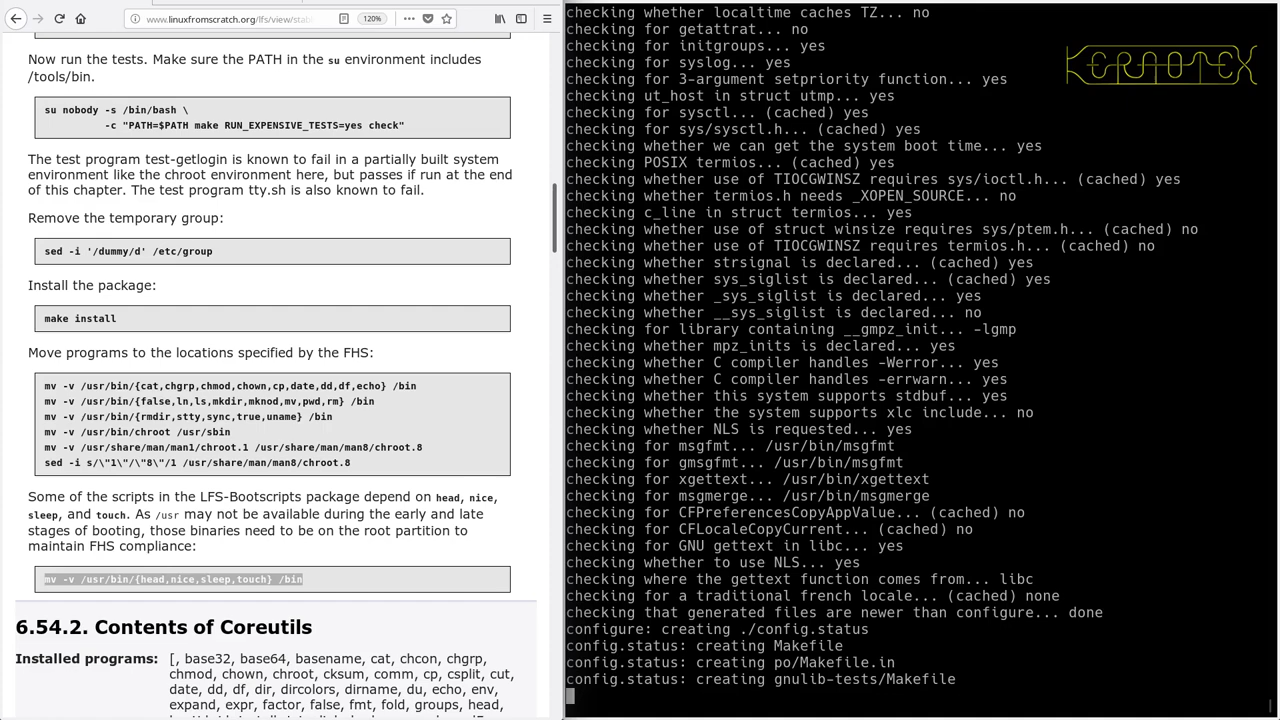 www.linuxfromscratch.org/lfs/view/stab
120%
Now run the tests. Make sure the PATH in the su environment includes
/tools/bin.
su nobody -s /bin/bash \
-c "PATH=$PATH make RUN_EXPENSIVE_TESTS=yes check"
The test program test-getlogin is known to fail in a partially built system
environment like the chroot environment here, but passes if run at the end
of this chapter. The test program tty.sh is also known to fail.
Remove the temporary group:
sed -i '/dummy/d' /etc/group
Install the package:
make install
Move programs to the locations specified by the FHS:
mv -v /usr/bin/{cat,chgrp,chmod,chown,cp,date,dd,df,echo} /bin
mv -v /usr/bin/{false,ln,ls,mkdir,mknod,mv,pwd,rm} /bin
mv -v /usr/bin/{rmdir,stty,sync,true,uname} /bin
mv -v /usr/bin/chroot /usr/sbin
mv -v /usr/share/man/man1/chroot.1 /usr/share/man/man8/chroot.8
sed -i s/\"1\"/\"8\"/1 /usr/share/man/man8/chroot.8
Some of the scripts in the LFS-Bootscripts package depend on head, nice,
sleep, and touch. As /usr may not be available during the early and late
stages of booting, those binaries need to be on the root partition to
maintain FHS compliance:
mv -v /usr/bin/{head,nice,sleep,touch} /bin
6.54.2. Contents of Coreutils
Installed programs: [, base32, base64, basename, cat, chcon, chgrp,
chmod, chown, chroot, cksum, comm, cp, csplit, cut,
date, dd, df, dir, dircolors, dirname, du, echo, env,
expand, expr, factor, false, fmt, fold, groups, head,
checking whether localtime caches TZ... no
checking for getattrat... no
checking for initgroups... yes
checking for syslog... yes
checking for 3-argument setpriority function... yes
checking ut_host in struct utmp... yes
checking for sysctl... (cached) yes
checking for sys/sysctl.h... (cached) yes
checking whether we can get the system boot time... yes
checking POSIX termios... (cached) yes
checking whether use of TIOCGWINSZ requires sys/ioctl.h... (cached) yes
checking whether termios.h needs _XOPEN_SOURCE... no
checking c_line in struct termios... yes
checking whether use of struct winsize requires sys/ptem.h... (cached) no
checking whether use of TIOCGWINSZ requires termios.h... (cached) no
checking whether strsignal is declared... (cached) yes
checking whether sys_siglist is declared... (cached) yes
checking whether _sys_siglist is declared... yes
checking whether __sys_siglist is declared... no
checking for library containing __gmpz_init... -lgmp
checking whether mpz_inits is declared... yes
checking whether C compiler handles -Werror... yes
checking whether C compiler handles -errwarn... yes
checking whether this system supports stdbuf... yes
checking whether the system supports xlc include... no
checking whether NLS is requested... yes
checking for msgfmt... /usr/bin/msgfmt
checking for gmsgfmt... /usr/bin/msgfmt
checking for xgettext... /usr/bin/xgettext
checking for msgmerge... /usr/bin/msgmerge
checking for CFPreferencesCopyAppValue... (cached) no
checking for CFLocaleCopyCurrent... (cached) no
checking for GNU gettext in libc... yes
checking whether to use NLS... yes
checking where the gettext function comes from... libc
checking for a traditional french locale... (cached) none
checking that generated files are newer than configure... done
configure: creating ./config.status
config.status: creating Makefile
config.status: creating po/Makefile.in
config.status: creating gnulib-tests/Makefile